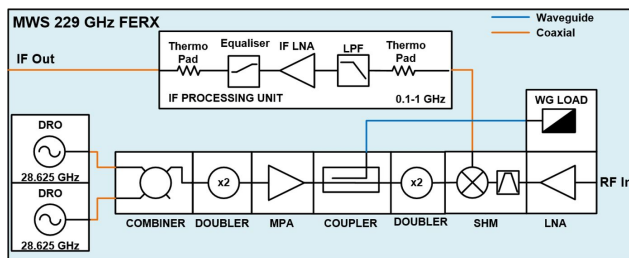 MWS 229 GHz FERX
Waveguide
Coaxial
IF Out
Thermo
Pad
Equaliser
IF LNA
LPF
Thermo
Pad
IF PROCESSING UNIT
0.1-1 GHz
WG LOAD
DRO
28.625 GHz
DRO
28.625 GHz
x2
x2
RF In
COMBINER
DOUBLER
MPA
COUPLER
DOUBLER
SHM
LNA